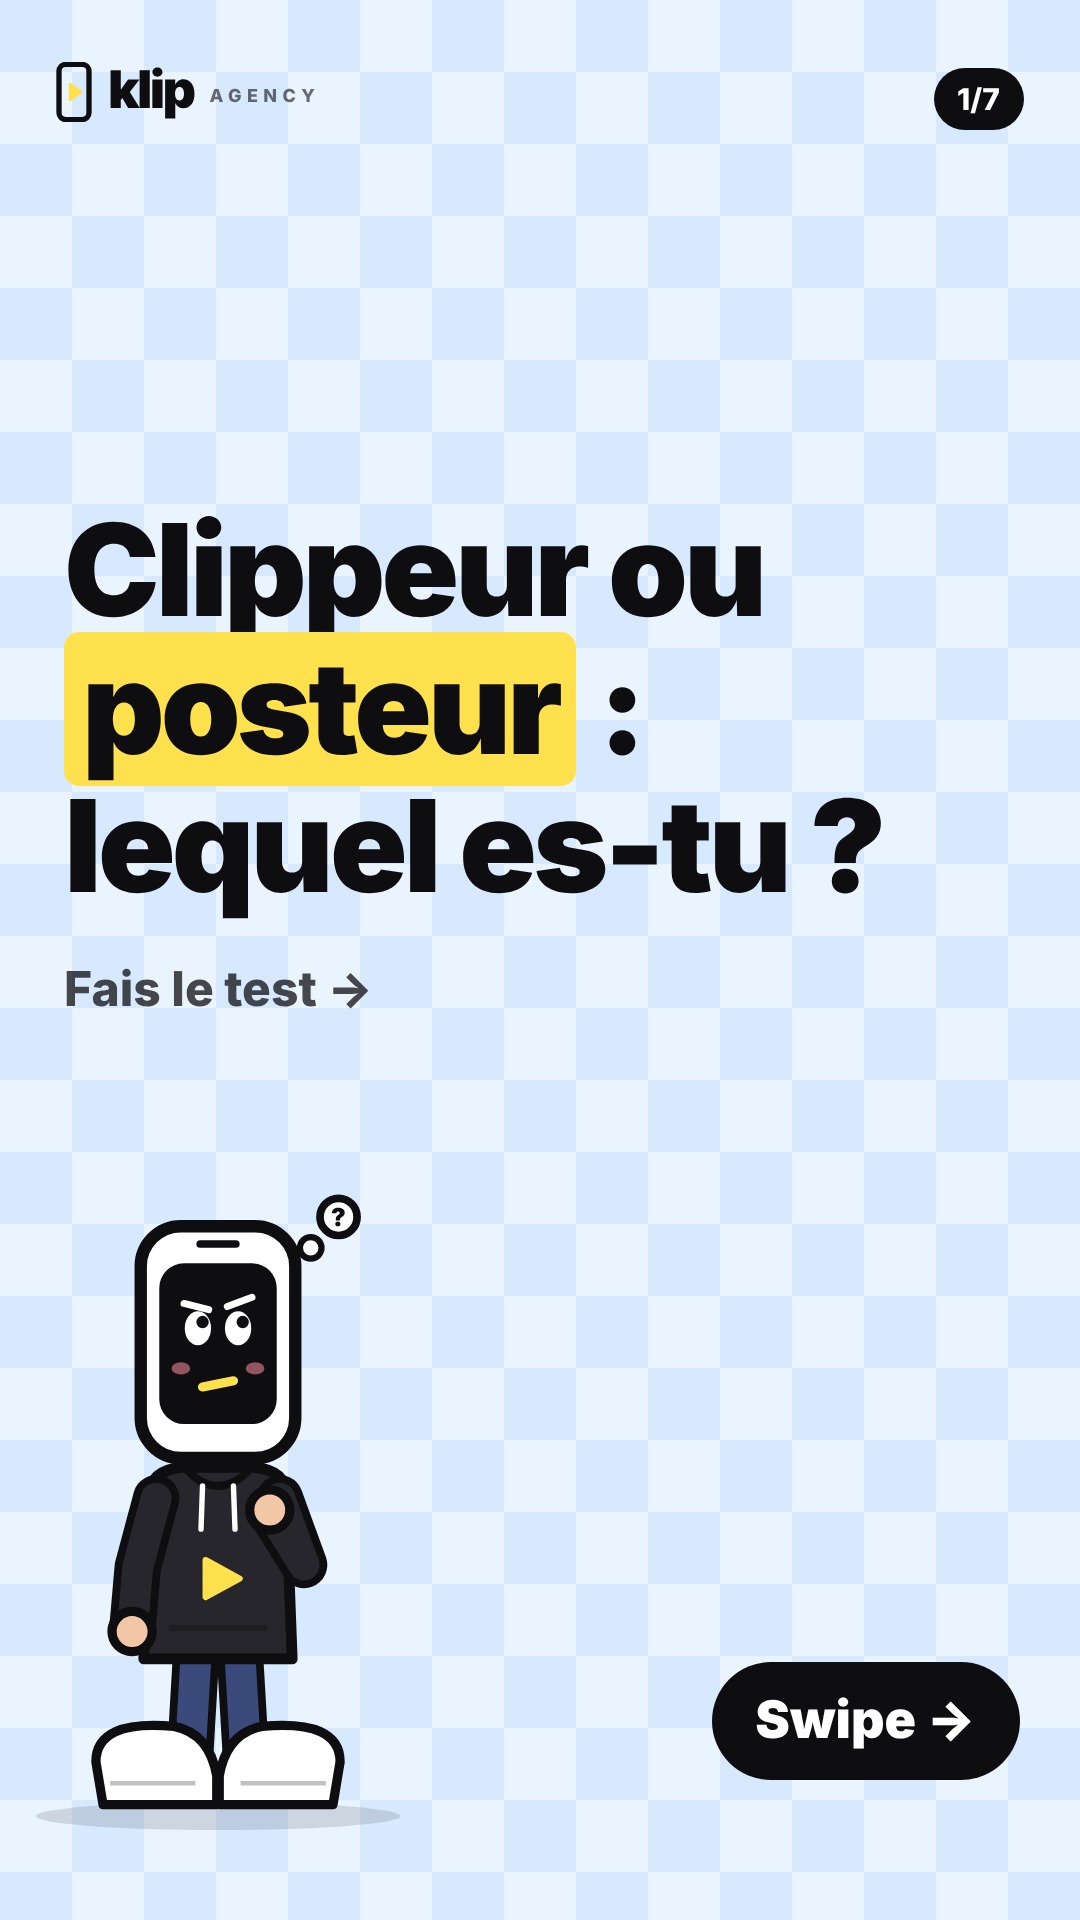 klip AGENCY
1/7
Clippeur ou
posteur :
lequel es-tu ?
Fais le test →
?
Swipe →